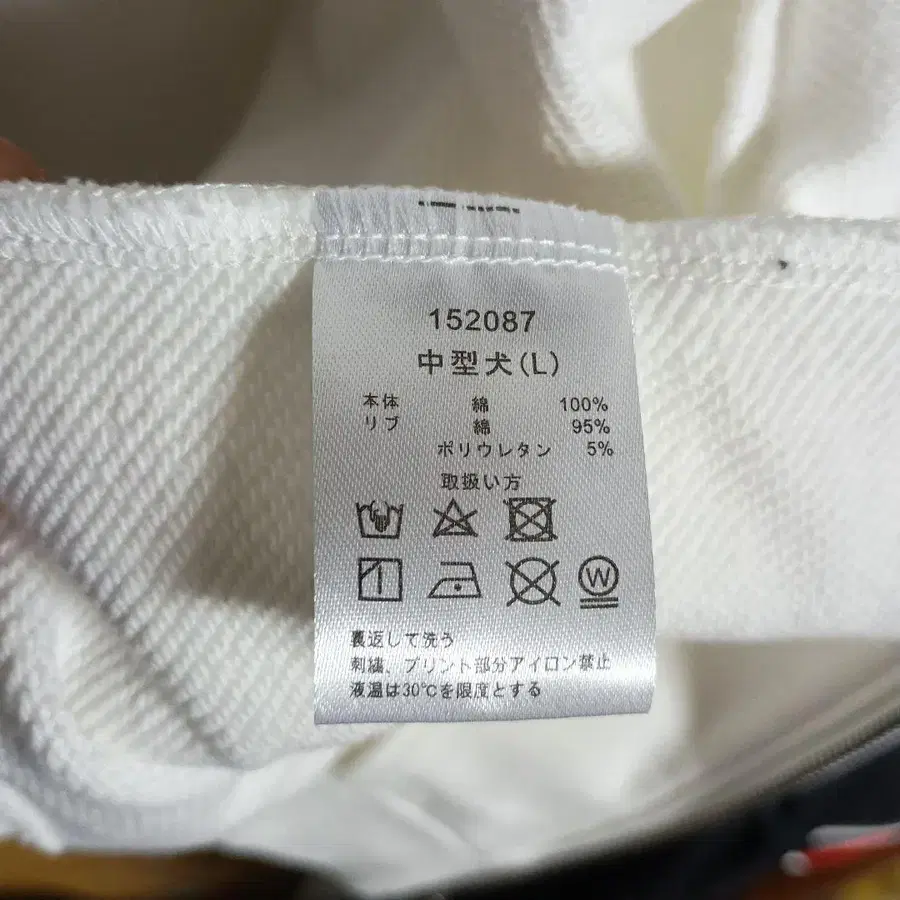 152087
中型犬(L)
本体 綿 100%
リブ 綿 95%
ポリウレタン 5%
取扱い方
W
裏返して洗う
刺繍、プリント部分アイロン禁止
液温は30℃を限度とする